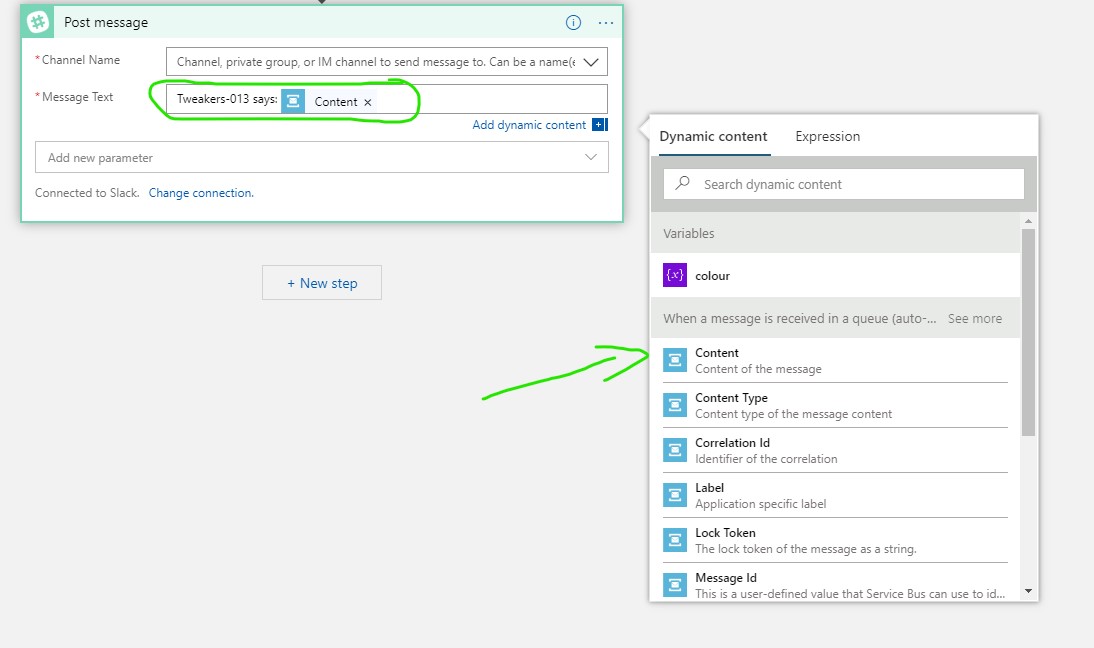 Post message
* Channel Name
Channel, private group, or IM channel to send message to. Can be a name(e
* Message Text
Tweakers-013 says: Content ×
Add dynamic content
Add new parameter
Connected to Slack. Change connection.
+ New step
Dynamic content Expression
Search dynamic content
Variables
{x} colour
When a message is received in a queue (auto-... See more
Content
Content of the message
Content Type
Content type of the message content
Correlation Id
Identifier of the correlation
Label
Application specific label
Lock Token
The lock token of the message as a string.
Message Id
This is a user-defined value that Service Bus can use to id...